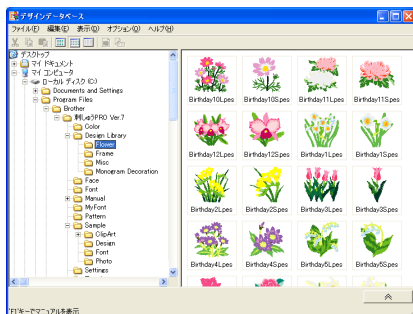 デザインデータベース
ファイル(F) 編集(E) 表示(D) オプション(O) ヘルプ(H)
デスクトップ
マイ ドキュメント
マイ コンピュータ
ローカル ディスク (C:)
Documents and Settings
Program Files
Brother
刺しゅうPRO Ver.7
Color
Design Library
Flower
Frame
Misc
Monogram Decoration
Face
Font
Manual
MyFont
Pattern
Sample
ClipArt
Design
Font
Photo
Settings
Birthday10L.pes Birthday10S.pes Birthday11L.pes Birthday11S.pes
Birthday12L.pes Birthday12S.pes Birthday1L.pes Birthday1S.pes
Birthday2L.pes Birthday2S.pes Birthday3L.pes Birthday3S.pes
Birthday4L.pes Birthday4S.pes Birthday5L.pes Birthday5S.pes
[F1]キーでマニュアルを表示